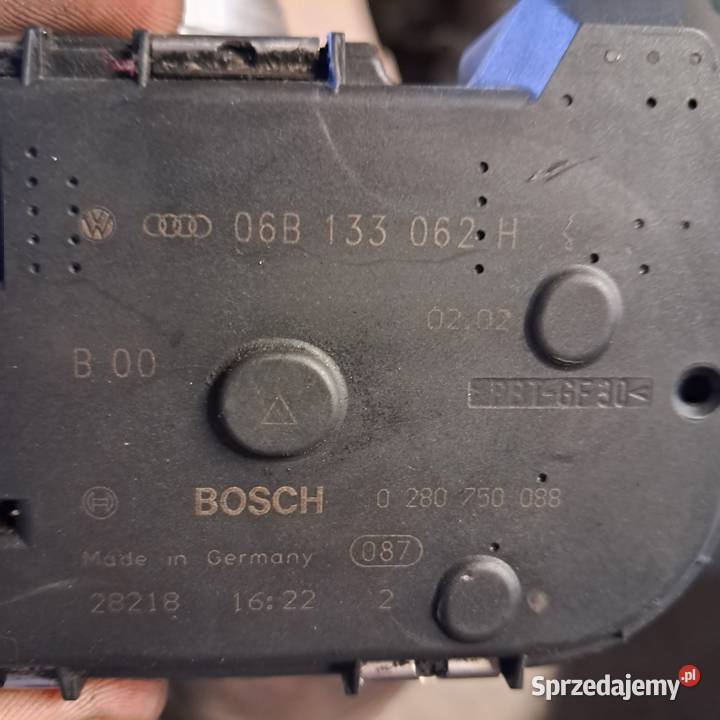 06B 133 062 H
02.02
B 00
>PBT-GF30<
BOSCH 0 280 750 088
Made in Germany 087
28218 16:22 2
Sprzedajemy.pl